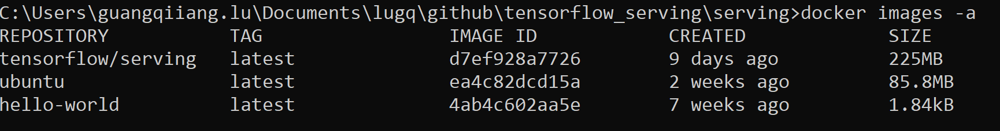 C:\Users\guangqiiang.lu\Documents\lugq\github\tensorflow_serving\serving>docker images -a
REPOSITORY TAG IMAGE ID CREATED SIZE
tensorflow/serving latest d7ef928a7726 9 days ago 225MB
ubuntu latest ea4c82dcd15a 2 weeks ago 85.8MB
hello-world latest 4ab4c602aa5e 7 weeks ago 1.84kB